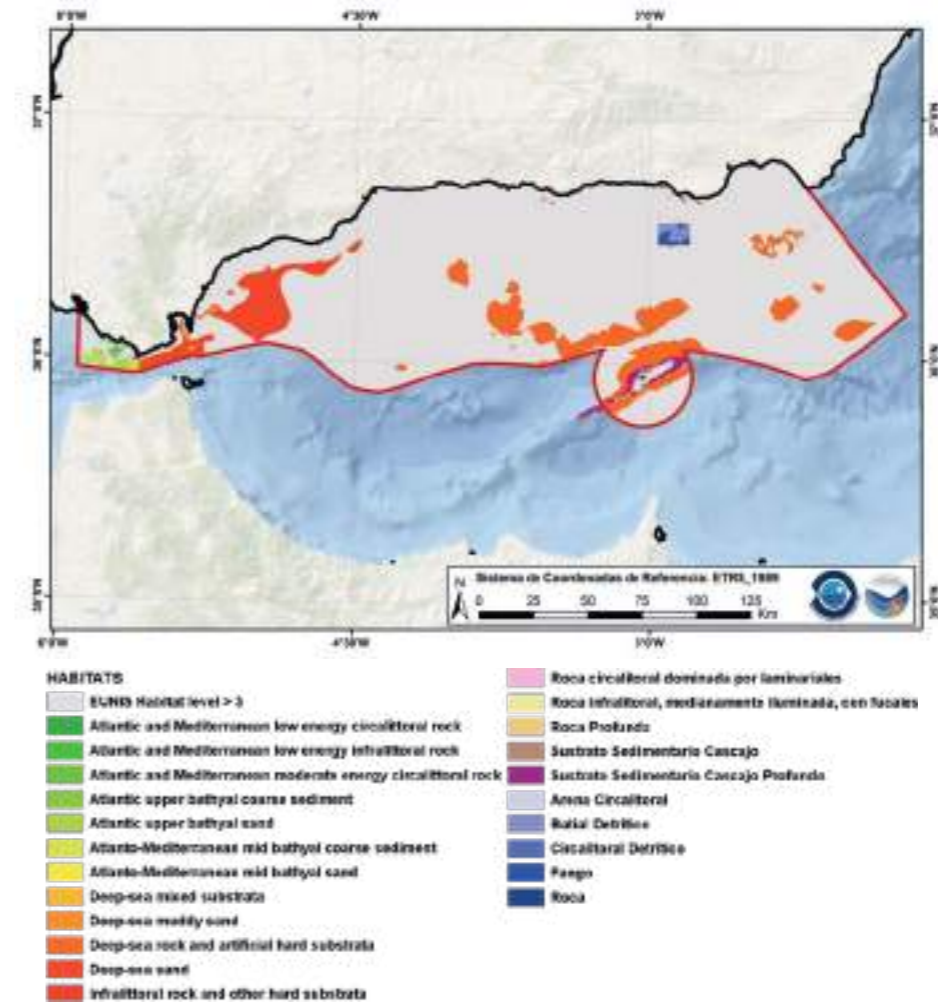 4°30'W
HABITATS
EUNIS Habitat level > 3
Atlantic and Mediterranean low energy circalittoral rock
Atlantic and Mediterranean low energy infralittoral rock
Atlantic and Mediterranean moderate energy circalittoral rock
Atlantic upper bathyal coarse sediment
Atlantic upper bathyal sand
Atlanto-Mediterranean mid bathyal coarse sediment
Atlanto-Mediterranean mid bathyal sand
Deep-sea mixed substrata
Deep-sea muddy sand
Deep-sea rock and artificial hard substrata
Deep-sea sand
Infralittoral rock and other hard substrata
Roca circalitoral dominada por laminariales
Roca infralitoral, medianamente iluminada, con fucales
Roca Profunda
Sustrato Sedimentario Cascajo
Sustrato Sedimentario Cascajo Profundo
Arena Circalitoral
Batial Detrítico
Circalitoral Detrítico
Fango
Roca
N
Sistema de Coordenadas de Referencia: ETRS_1989
0 25 50 75 100 125
Km
6°0'W 4°30'W 3°0'W